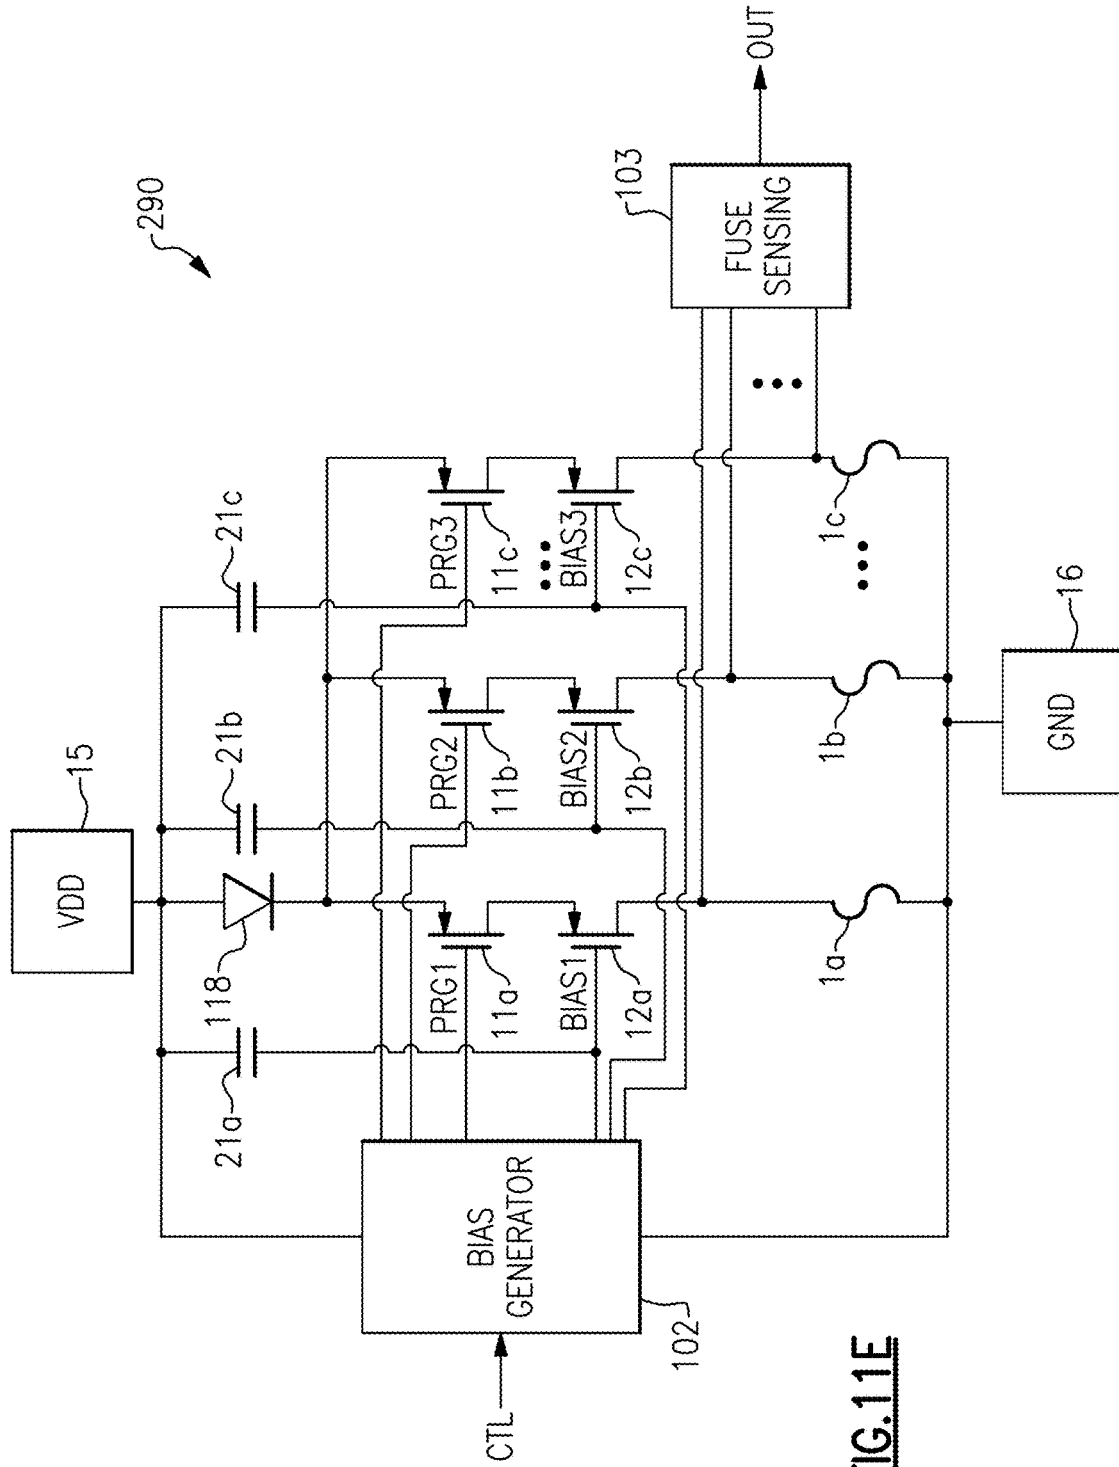 290
VDD
15
118
21a
21b
21c
PRG1
PRG2
PRG3
11a
11b
11c
BIAS1
BIAS2
BIAS3
12a
12b
12c
CTL
BIAS
GENERATOR
102
FUSE
SENSING
103
OUT
1a
1b
1c
GND
16
FIG.11E